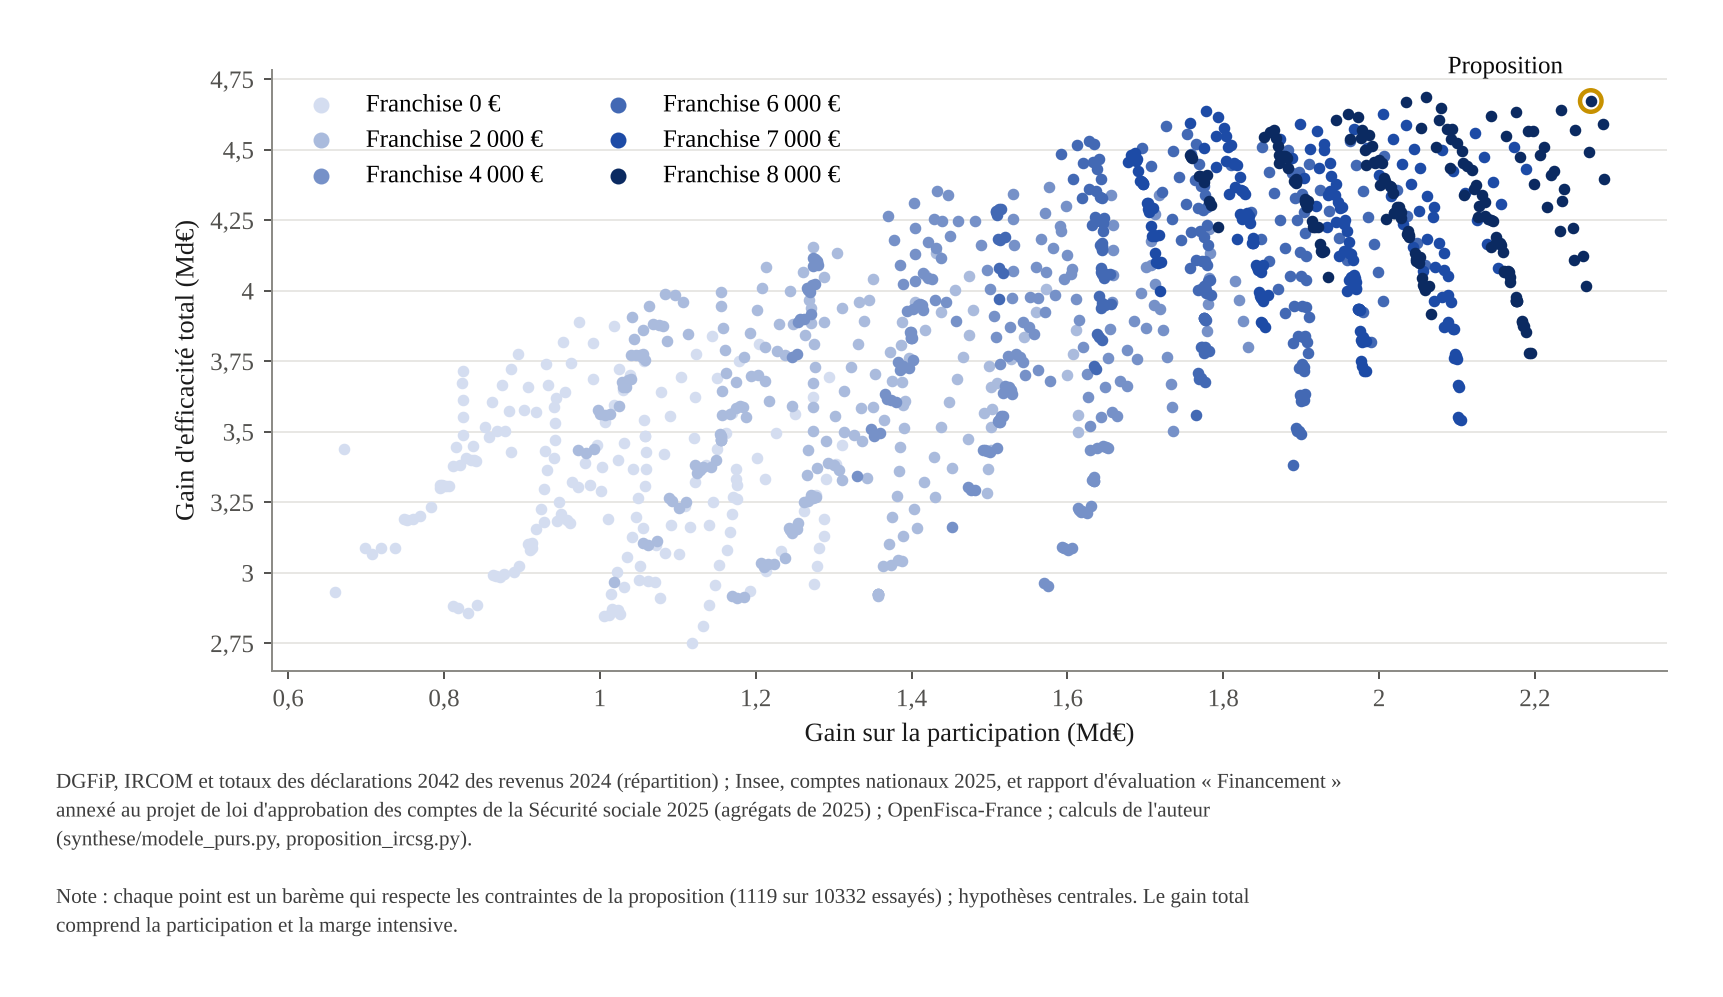 Proposition
4,75
4,5
4,25
4
3,75
3,5
3,25
3
2,75
Gain d'efficacité total (Md€)
Franchise 0 €
Franchise 2 000 €
Franchise 4 000 €
Franchise 6 000 €
Franchise 7 000 €
Franchise 8 000 €
0,6 0,8 1 1,2 1,4 1,6 1,8 2 2,2
Gain sur la participation (Md€)
DGFiP, IRCOM et totaux des déclarations 2042 des revenus 2024 (répartition) ; Insee, comptes nationaux 2025, et rapport d'évaluation « Financement »
annexé au projet de loi d'approbation des comptes de la Sécurité sociale 2025 (agrégats de 2025) ; OpenFisca-France ; calculs de l'auteur
(synthese/modele_purs.py, proposition_ircsg.py).
Note : chaque point est un barème qui respecte les contraintes de la proposition (1119 sur 10332 essayés) ; hypothèses centrales. Le gain total
comprend la participation et la marge intensive.